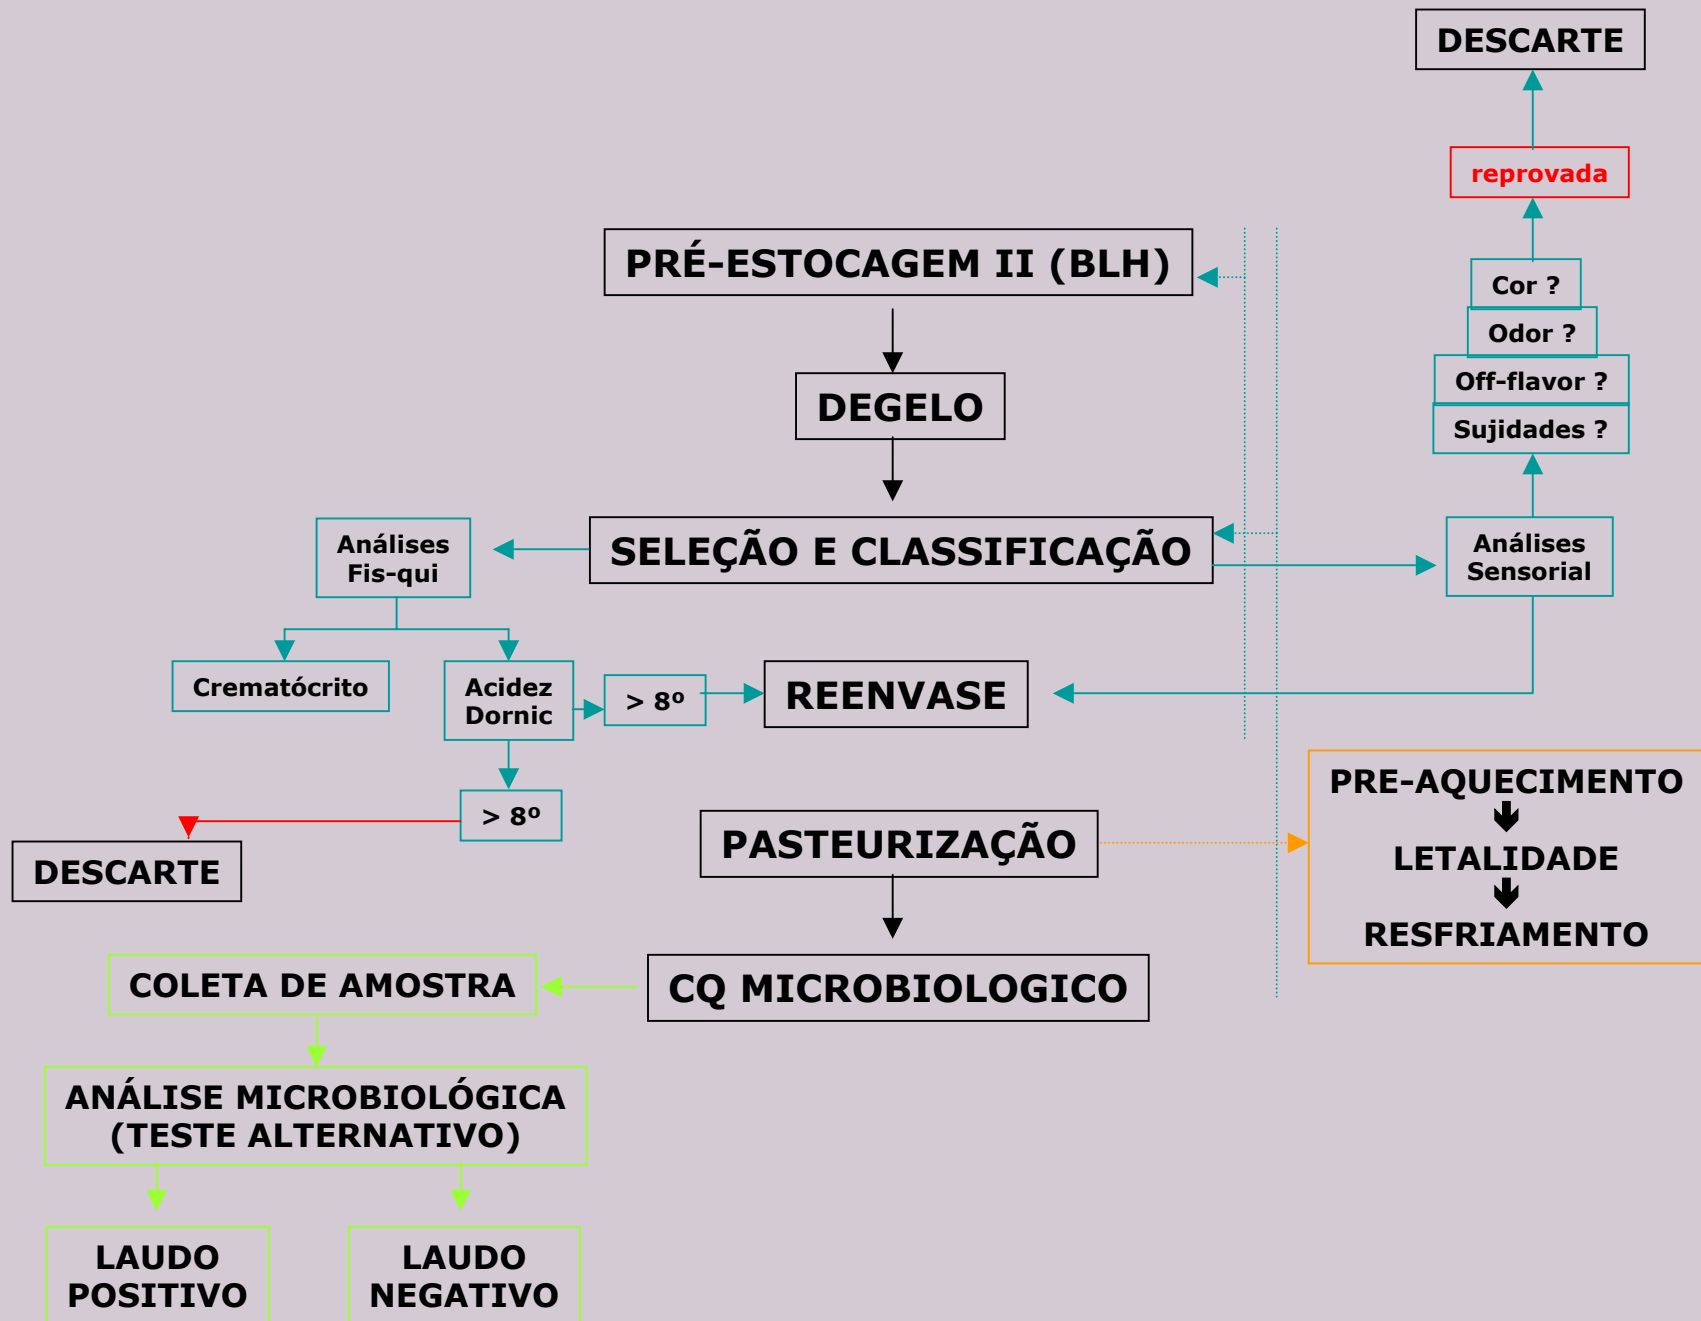 DESCARTE
reprovada
PRÉ-ESTOCAGEM II (BLH)
Cor ?
Odor ?
Off-flavor ?
Sujidades ?
DEGELO
Análises
Fis-qui
SELEÇÃO E CLASSIFICAÇÃO
Análises
Sensorial
Crematócrito
Acidez
Dornic
> 8º
REENVASE
> 8º
DESCARTE
PASTEURIZAÇÃO
PRE-AQUECIMENTO
LETALIDADE
RESFRIAMENTO
COLETA DE AMOSTRA
CQ MICROBIOLOGICO
ANÁLISE MICROBIOLÓGICA
(TESTE ALTERNATIVO)
LAUDO
POSITIVO
LAUDO
NEGATIVO